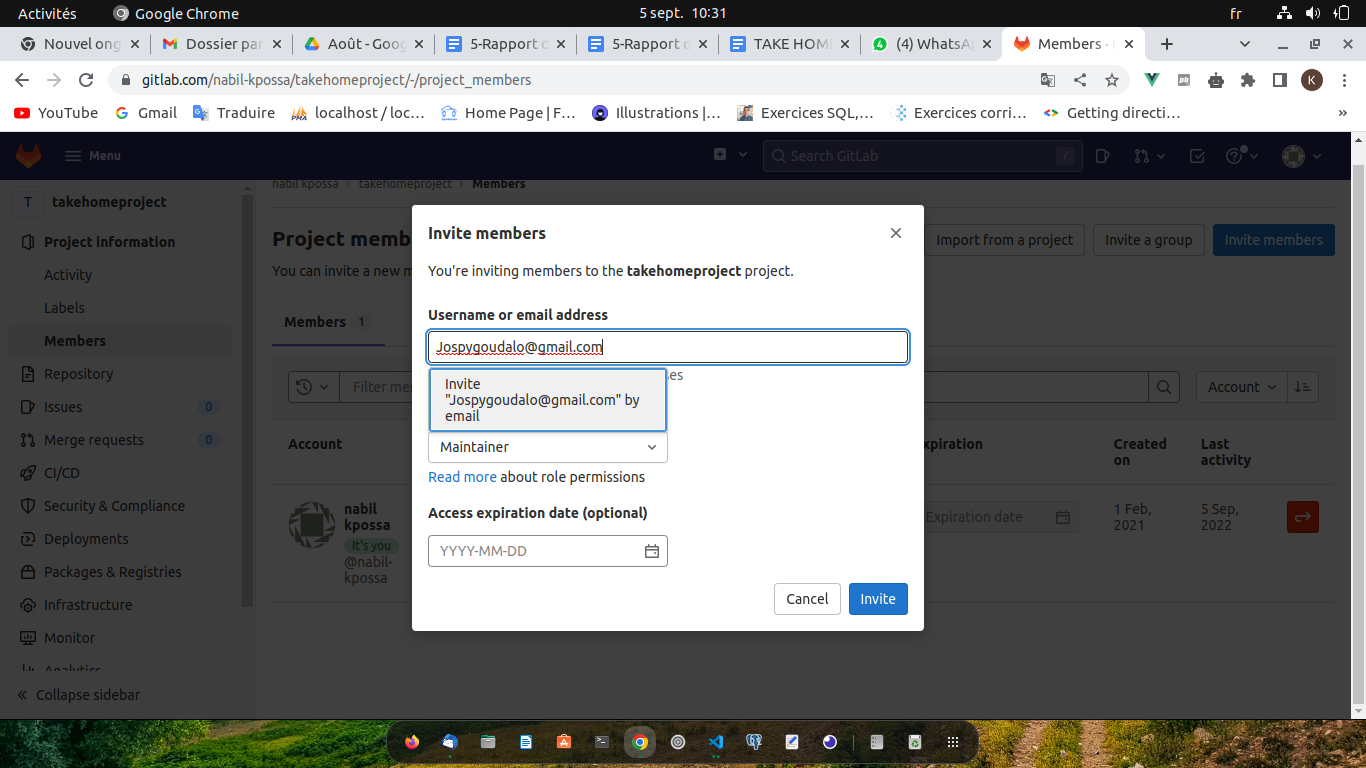 Activités
Google Chrome
5 sept. 10:31
fr
Nouvel ong
Dossier par
Août - Goog
5-Rapport d
5-Rapport d
TAKE HOM
(4) WhatsA
Members · n
gitlab.com/nabil-kpossa/takehomeproject/-/project_members
K
YouTube
Gmail
Traduire
localhost / loc…
Home Page | F…
Illustrations |…
Exercices SQL,…
Exercices corri…
Getting directi…
»
Menu
Search GitLab
/
nabil kpossa > takehomeproject > Members
T takehomeproject
Project information
Activity
Labels
Members
Repository
Issues 0
Merge requests 0
CI/CD
Security & Compliance
Deployments
Packages & Registries
Infrastructure
Monitor
Analytics
« Collapse sidebar
Project memb
You can invite a new m
Import from a project
Invite a group
Invite members
Members 1
Filter mem
Account
Account
xpiration
Created on
Last activity
nabil kpossa
It's you
@nabil-kpossa
Expiration date
1 Feb, 2021
5 Sep, 2022
Invite members
You're inviting members to the takehomeproject project.
Username or email address
Jospygoudalo@gmail.com
es
Invite
"Jospygoudalo@gmail.com" by
email
Maintainer
Read more about role permissions
Access expiration date (optional)
YYYY-MM-DD
Cancel
Invite